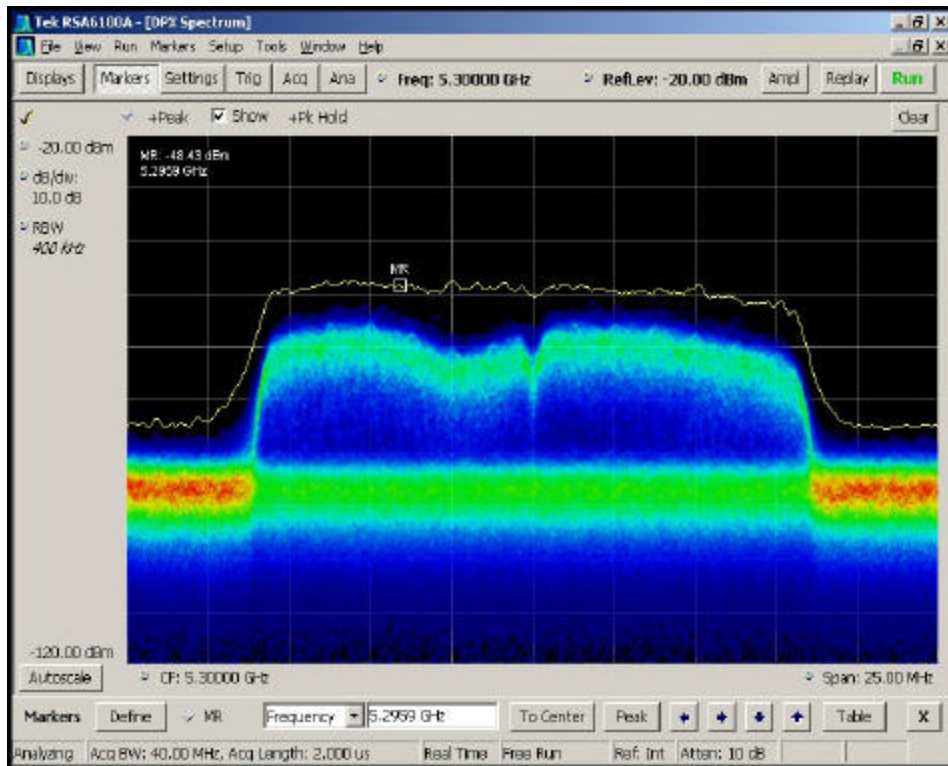 Tek RSA6100A - [DPX Spectrum]
File View Run Markers Setup Tools Window Help
Displays Markers Settings Trig Acq Ana Freq: 5.30000 GHz RefLev: -20.00 dBm Ampl Replay Run
+Peak Show +Pk Hold Clear
-20.00 dBm
dB/div:
10.0 dB
RBW
400 kHz
MR: -48.43 dBm
5.2959 GHz
MR
-120.00 dBm
Autoscale CF: 5.30000 GHz Span: 25.00 MHz
Markers Define MR Frequency 5.2959 GHz To Center Peak Table X
Analyzing Acq BW: 40.00 MHz, Acq Length: 2.000 us Real Time Free Run Ref: Int Atten: 10 dB